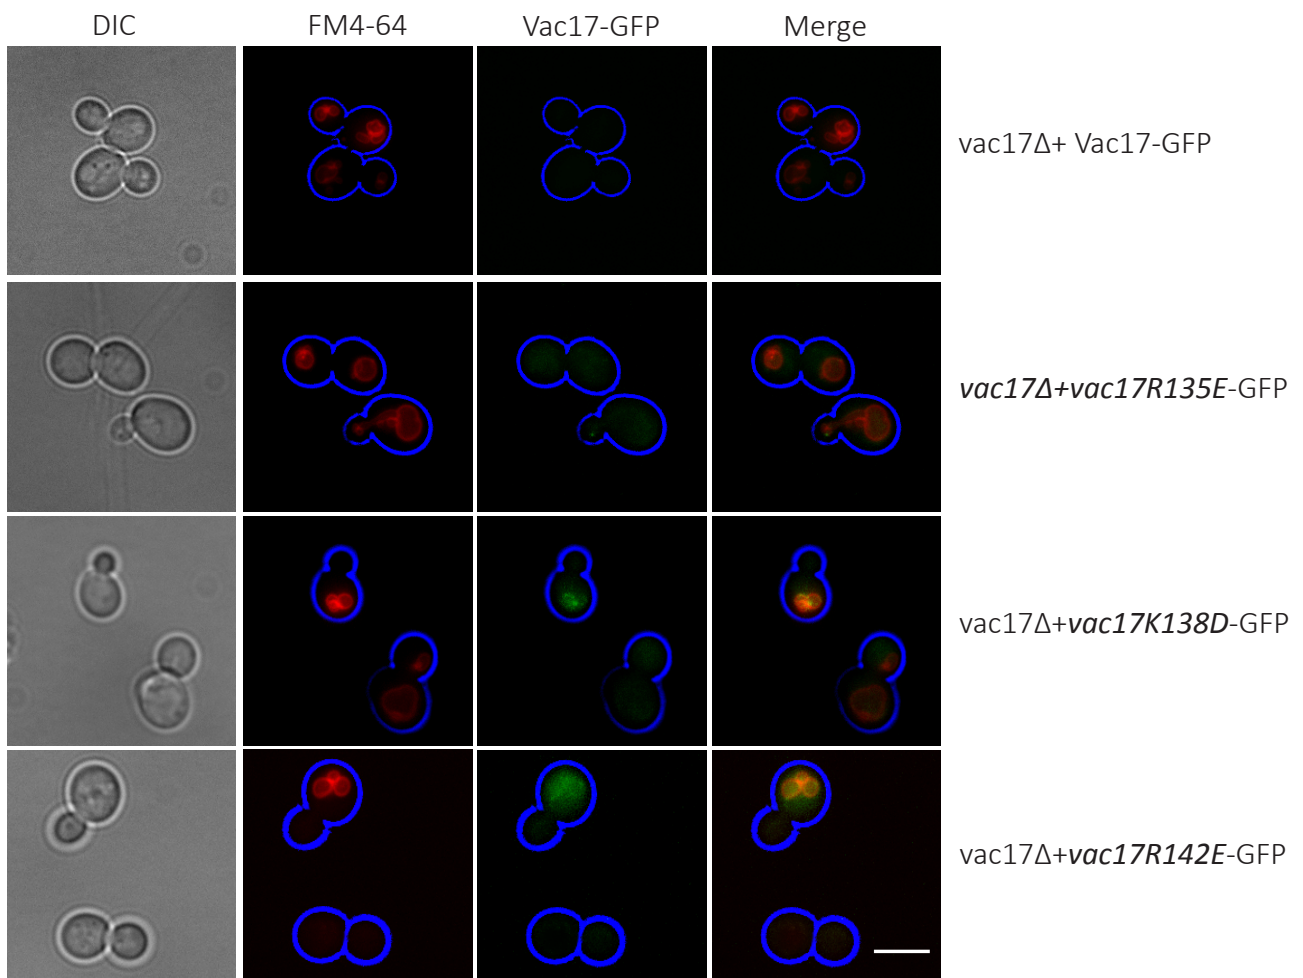 DIC FM4-64 Vac17-GFP Merge
vac17Δ+ Vac17-GFP
vac17Δ+vac17R135E-GFP
vac17Δ+vac17K138D-GFP
vac17Δ+vac17R142E-GFP